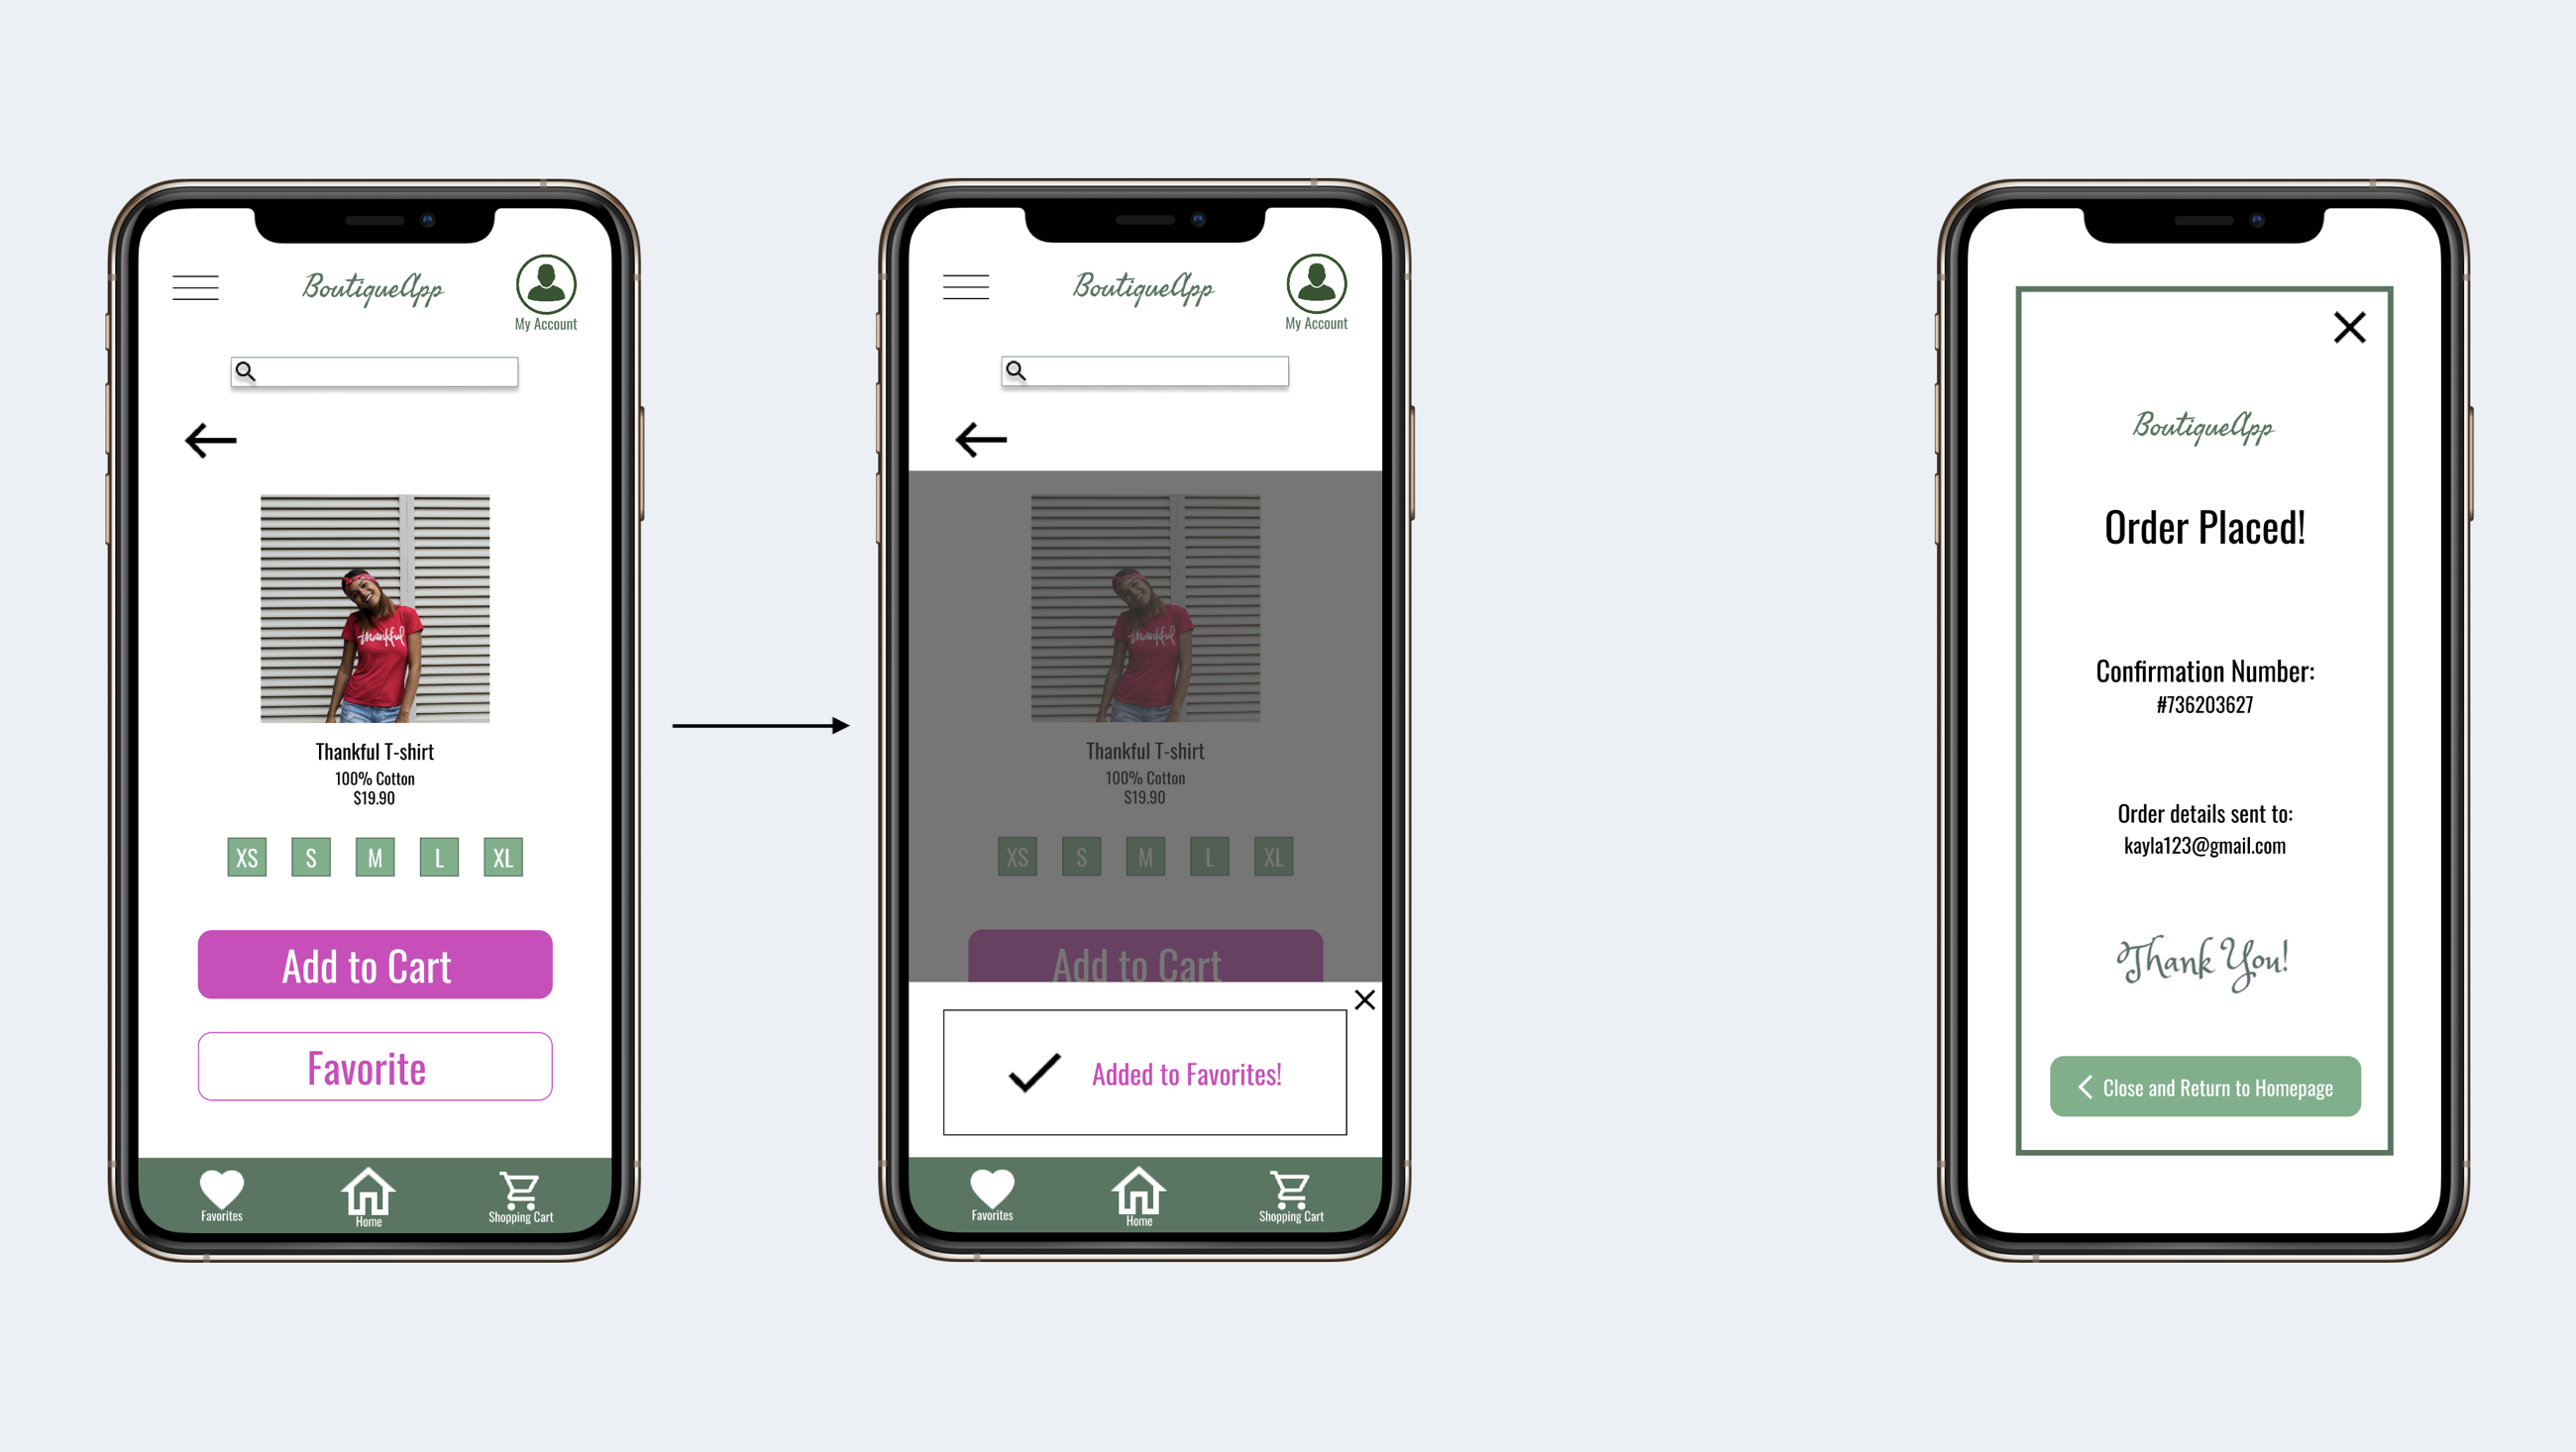 BoutiqueApp
My Account
thankful
Thankful T-shirt
100% Cotton
$19.90
XS S M L XL
Add to Cart
Favorite
Favorites Home Shopping Cart
BoutiqueApp
My Account
thankful
Thankful T-shirt
100% Cotton
$19.90
XS S M L XL
Add to Cart
Added to Favorites!
Favorites Home Shopping Cart
BoutiqueApp
Order Placed!
Confirmation Number:
#736203627
Order details sent to:
kayla123@gmail.com
Thank You!
Close and Return to Homepage